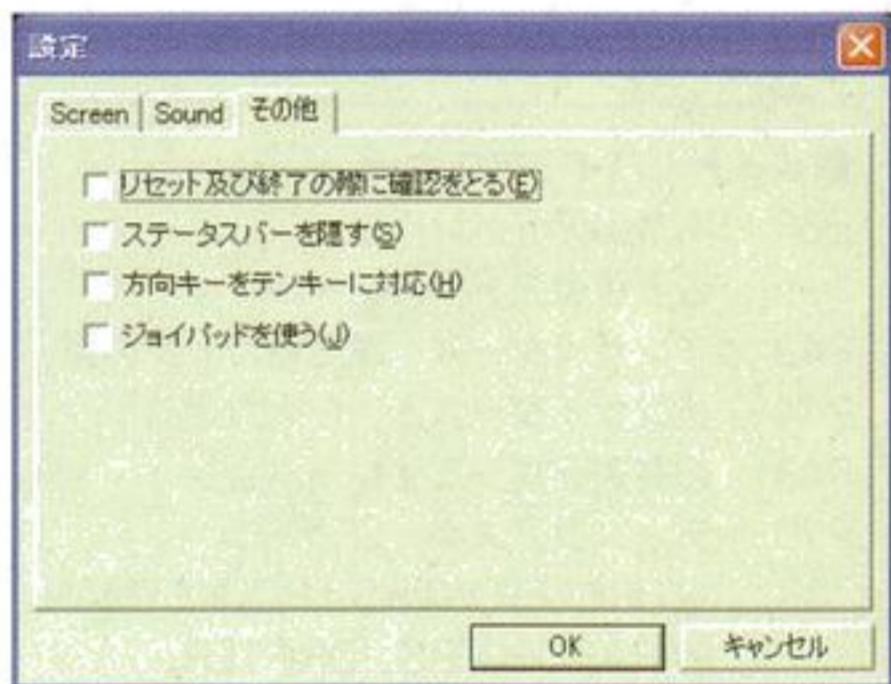 設定
Screen Sound その他
リセット及び終了の際に確認をとる(E)
ステータスバーを隠す(S)
方向キーをテンキーに対応(H)
ジョイパッドを使う(J)
OK キャンセル